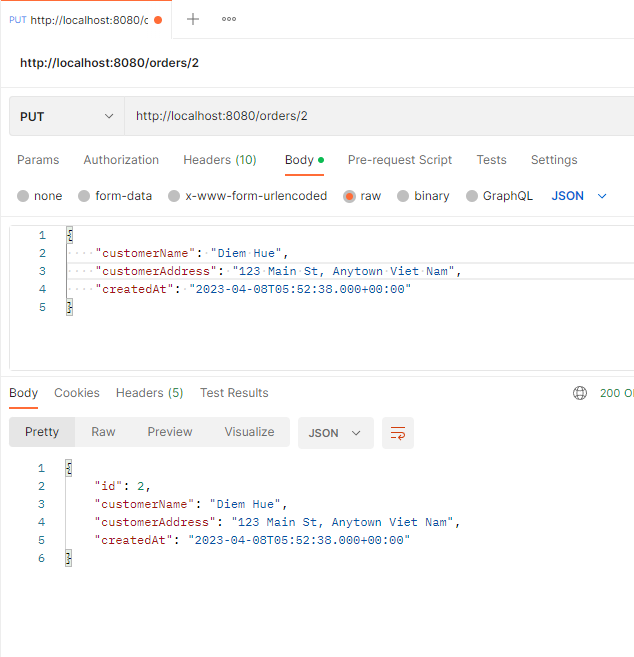 PUT http://localhost:8080/c
http://localhost:8080/orders/2
PUT http://localhost:8080/orders/2
Params Authorization Headers (10) Body Pre-request Script Tests Settings
none form-data x-www-form-urlencoded raw binary GraphQL JSON
1 {
2 "customerName": "Diem Hue",
3 "customerAddress": "123 Main St, Anytown Viet Nam",
4 "createdAt": "2023-04-08T05:52:38.000+00:00"
5 }
Body Cookies Headers (5) Test Results 200
Pretty Raw Preview Visualize JSON
1 {
2 "id": 2,
3 "customerName": "Diem Hue",
4 "customerAddress": "123 Main St, Anytown Viet Nam",
5 "createdAt": "2023-04-08T05:52:38.000+00:00"
6 }